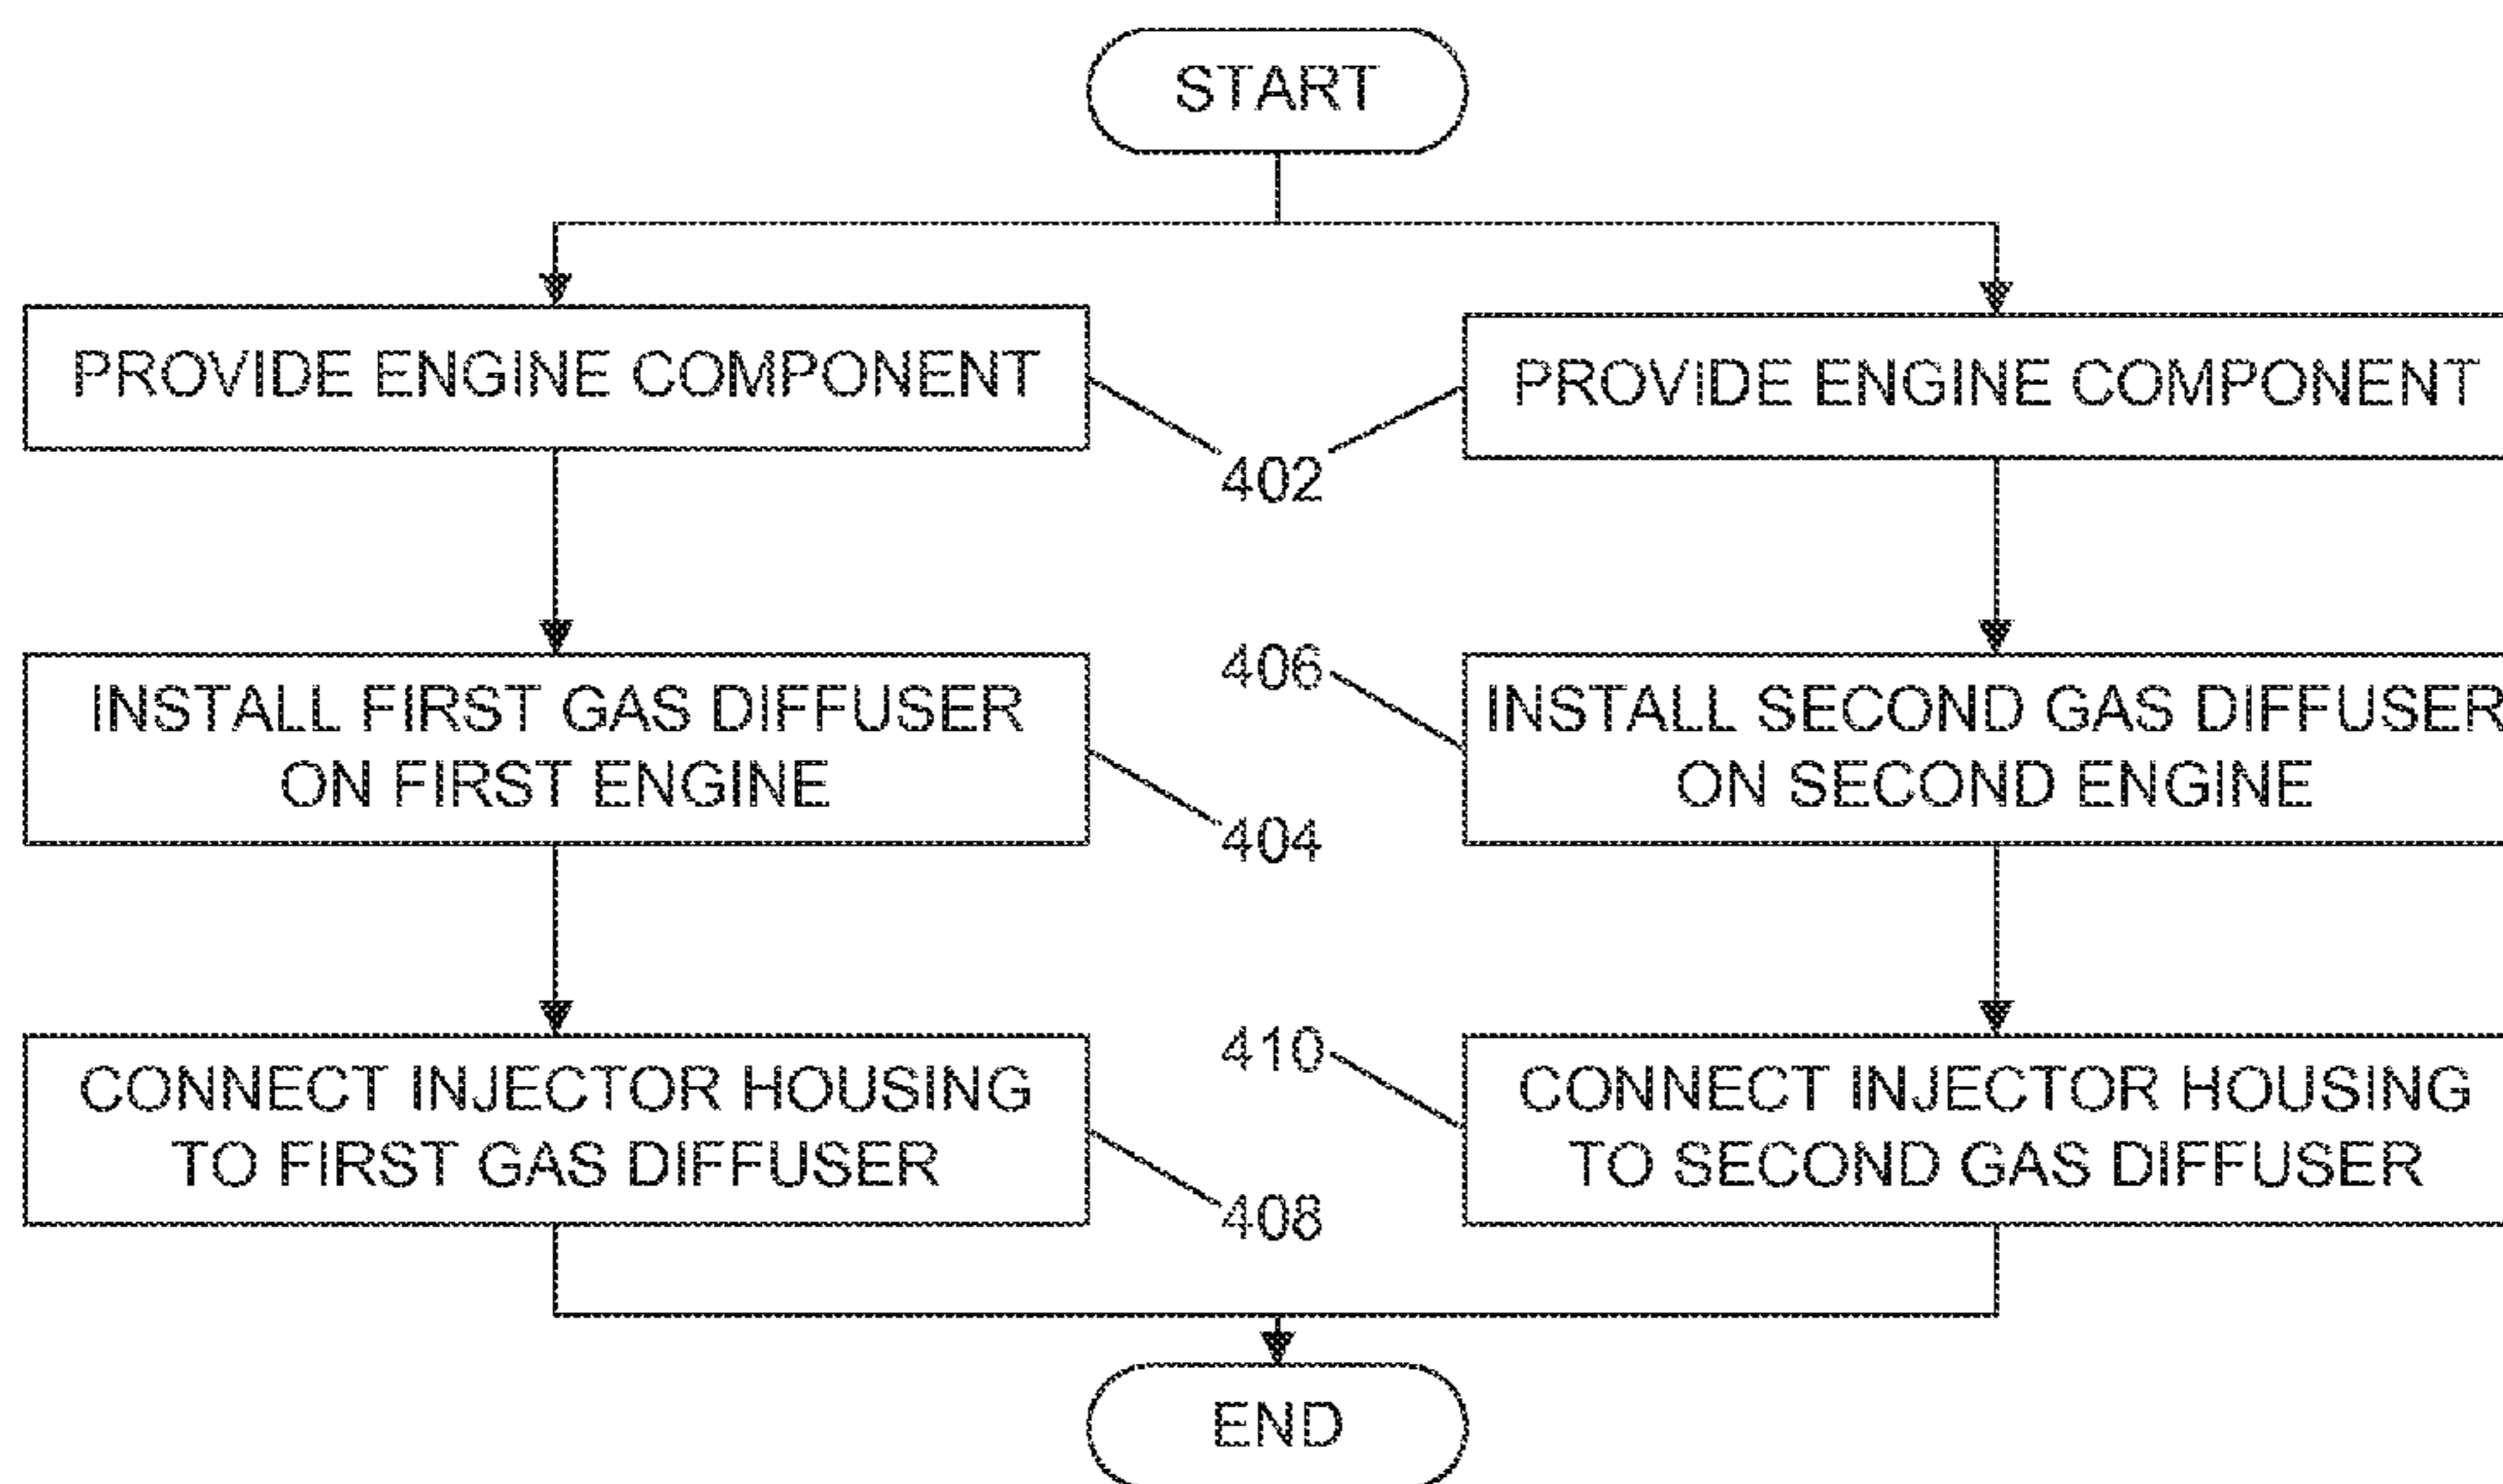 START
PROVIDE ENGINE COMPONENT
PROVIDE ENGINE COMPONENT
402
INSTALL FIRST GAS DIFFUSER
ON FIRST ENGINE
404
406
INSTALL SECOND GAS DIFFUSER
ON SECOND ENGINE
CONNECT INJECTOR HOUSING
TO FIRST GAS DIFFUSER
408
410
CONNECT INJECTOR HOUSING
TO SECOND GAS DIFFUSER
END